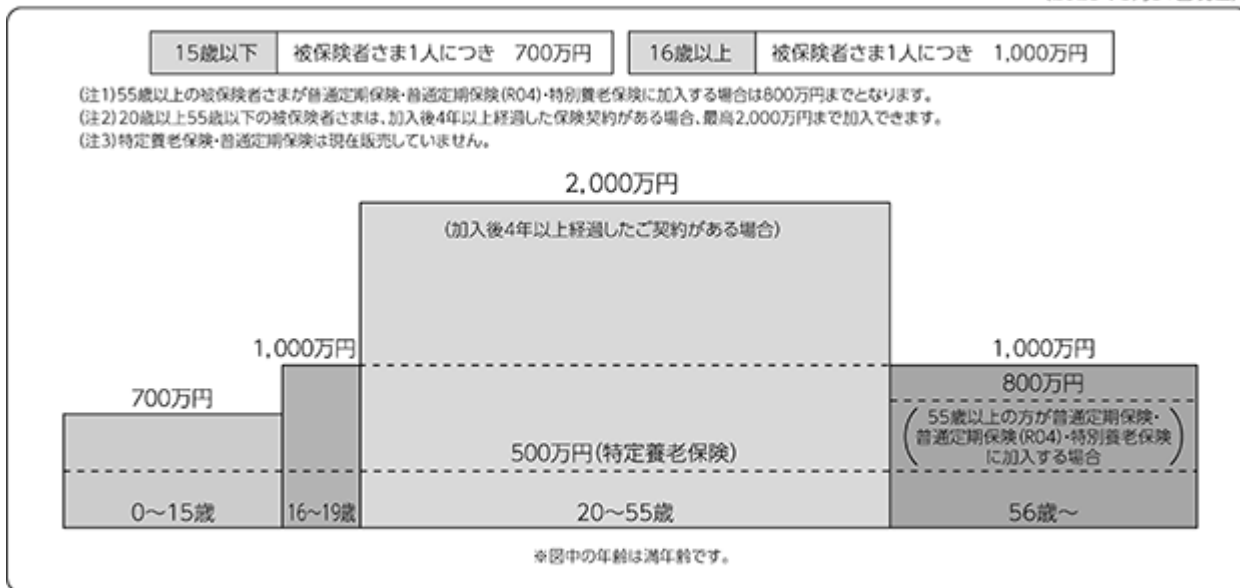 15歳以下 被保険者さま1人につき 700万円 16歳以上 被保険者さま1人につき 1,000万円
(注1)55歳以上の被保険者さまが普通定期保険・普通定期保険(R04)・特別養老保険に加入する場合は800万円までとなります。
(注2)20歳以上55歳以下の被保険者さまは、加入後4年以上経過した保険契約がある場合、最高2,000万円まで加入できます。
(注3)特定養老保険・普通定期保険は現在販売していません。
2,000万円
(加入後4年以上経過したご契約がある場合)
1,000万円
1,000万円
700万円
800万円
55歳以上の方が普通定期保険・
普通定期保険(R04)・特別養老保険
に加入する場合
500万円(特定養老保険)
0〜15歳 16〜19歳 20〜55歳 56歳〜
※図中の年齢は満年齢です。